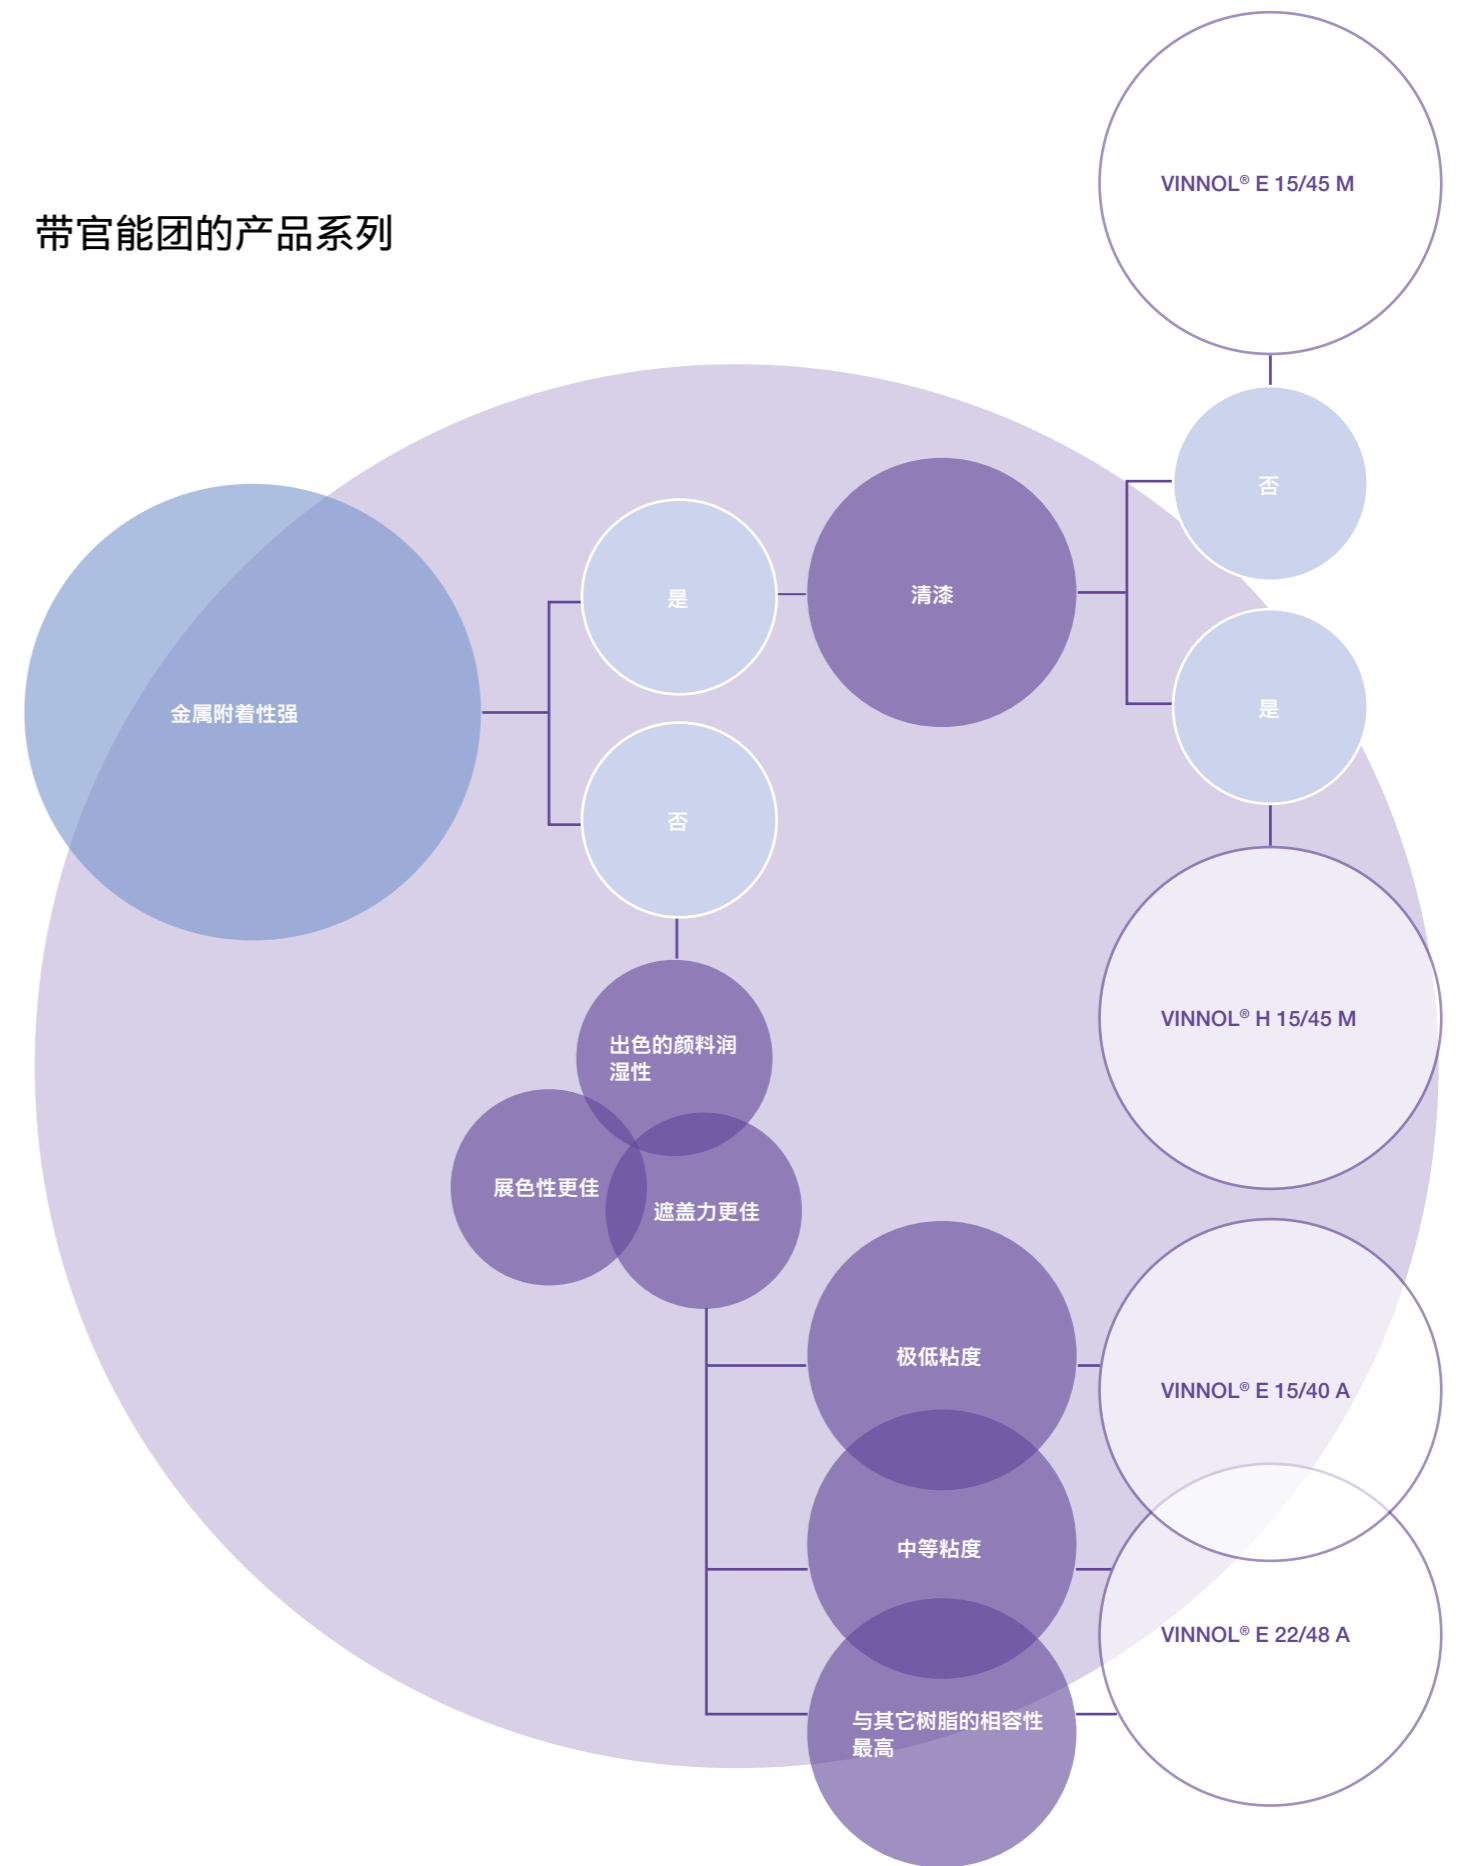 带官能团的产品系列
VINNOL® E 15/45 M
否
是
清漆
金属附着性强
是
否
VINNOL® H 15/45 M
出色的颜料润
湿性
展色性更佳
遮盖力更佳
极低粘度
VINNOL® E 15/40 A
中等粘度
VINNOL® E 22/48 A
与其它树脂的相容性
最高